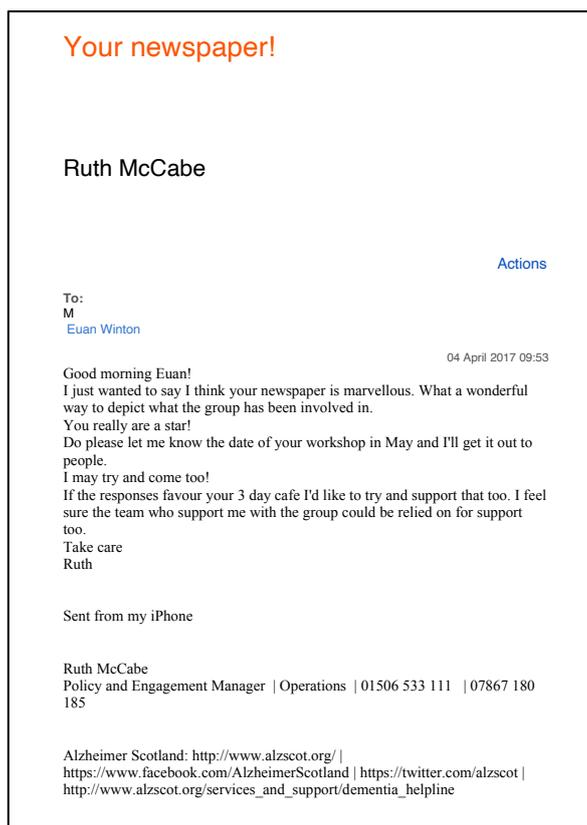 Your newspaper!
Ruth McCabe
Actions
To:
M
Euan Winton
04 April 2017 09:53
Good morning Euan!
I just wanted to say I think your newspaper is marvellous. What a wonderful
way to depict what the group has been involved in.
You really are a star!
Do please let me know the date of your workshop in May and I'll get it out to
people.
I may try and come too!
If the responses favour your 3 day cafe I'd like to try and support that too. I feel
sure the team who support me with the group could be relied on for support
too.
Take care
Ruth
Sent from my iPhone
Ruth McCabe
Policy and Engagement Manager | Operations | 01506 533 111 | 07867 180
185
Alzheimer Scotland: http://www.alzscot.org/ |
https://www.facebook.com/AlzheimerScotland | https://twitter.com/alzscot |
http://www.alzscot.org/services_and_support/dementia_helpline